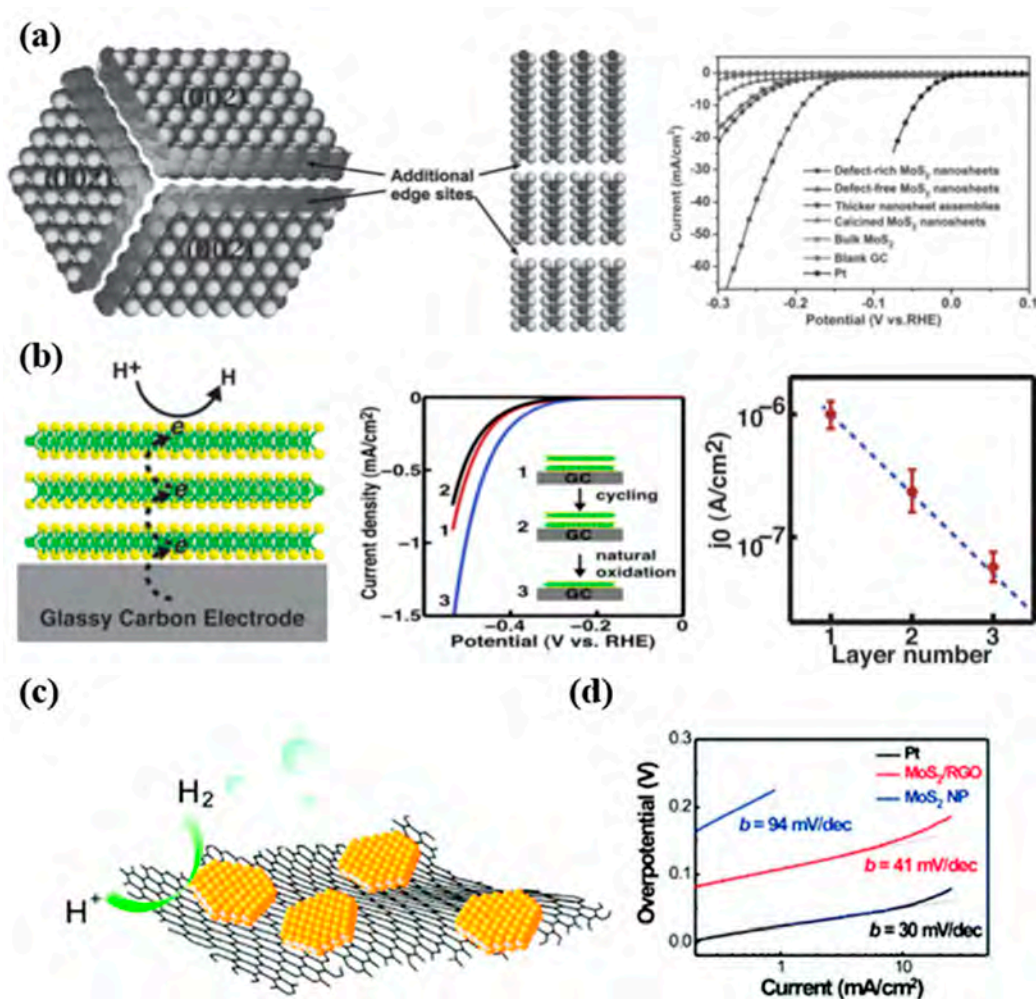 (a)
(002)
(002)
(002)
Additional
edge sites
Current (mA/cm²)
0
-10
-20
-30
-40
-50
-60
Defect-rich MoS₂ nanosheets
Defect-free MoS₂ nanosheets
Thicker nanosheet assemblies
Calcined MoS₂ nanosheets
Bulk MoS₂
Blank GC
Pt
-0.3 -0.2 -0.1 0.0 0.1
Potential (V vs.RHE)
(b)
H⁺ H
e
e
e
Glassy Carbon Electrode
Current density (mA/cm²)
0
-0.5
-1
-1.5
2
1
3
1
GC
cycling
2
GC
natural
oxidation
3
GC
-0.4 -0.2 0
Potential (V vs. RHE)
j0 (A/cm2)
10⁻⁶
10⁻⁷
1 2 3
Layer number
(c)
H₂
H⁺
(d)
Overpotential (V)
0.3
0.2
0.1
0.0
Pt
MoS₂/RGO
MoS₂ NP
b = 94 mV/dec
b = 41 mV/dec
b = 30 mV/dec
1 10
Current (mA/cm²)